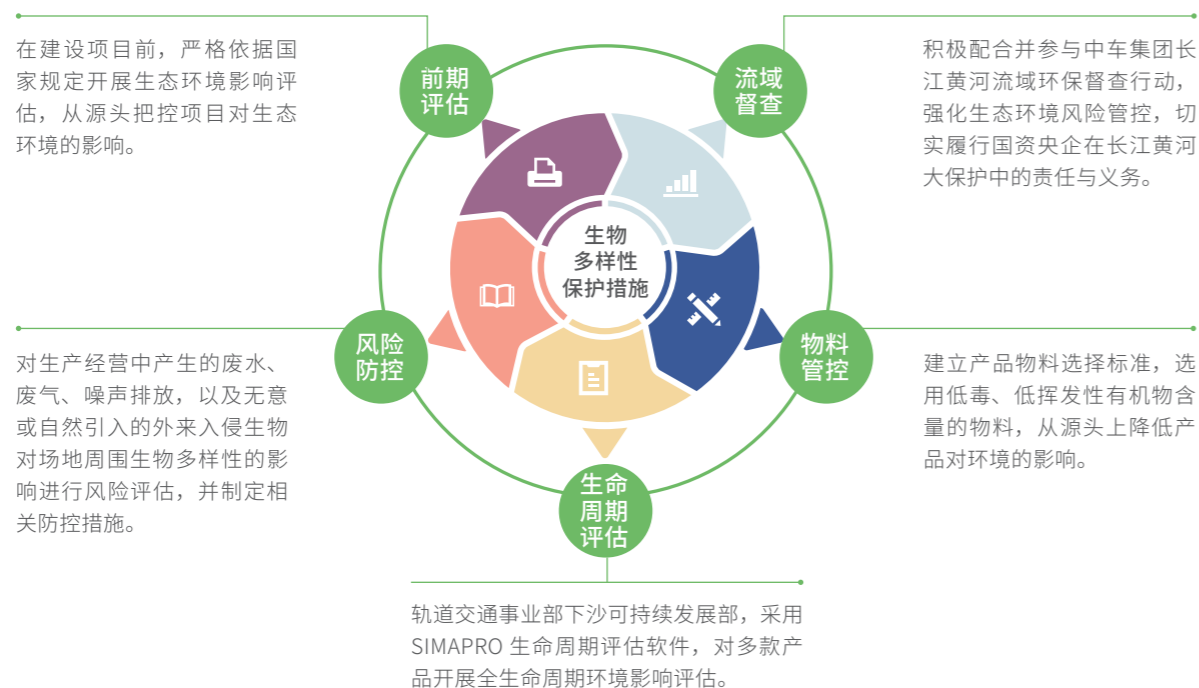 在建设项目前，严格依据国
家规定开展生态环境影响评
估，从源头把控项目对生态
环境的影响。
前期
评估
流域
督查
积极配合并参与中车集团长
江黄河流域环保督查行动，
强化生态环境风险管控，切
实履行国资央企在长江黄河
大保护中的责任与义务。
生物
多样性
保护措施
对生产经营中产生的废水、
废气、噪声排放，以及无意
或自然引入的外来入侵生物
对场地周围生物多样性的影
响进行风险评估，并制定相
关防控措施。
风险
防控
物料
管控
建立产品物料选择标准，选
用低毒、低挥发性有机物含
量的物料，从源头上降低产
品对环境的影响。
生命
周期
评估
轨道交通事业部下沙可持续发展部，采用
SIMAPRO 生命周期评估软件，对多款产
品开展全生命周期环境影响评估。